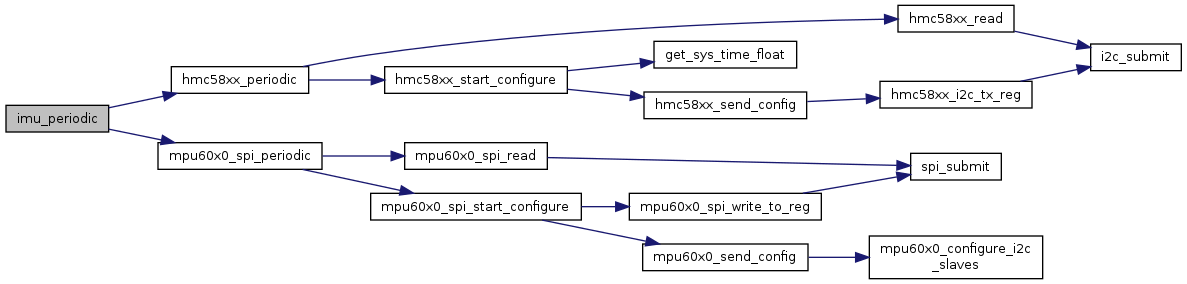 imu_periodic
hmc58xx_periodic
mpu60x0_spi_periodic
hmc58xx_start_configure
mpu60x0_spi_read
mpu60x0_spi_start_configure
get_sys_time_float
hmc58xx_send_config
mpu60x0_spi_write_to_reg
mpu60x0_send_config
hmc58xx_read
hmc58xx_i2c_tx_reg
spi_submit
mpu60x0_configure_i2c
_slaves
i2c_submit